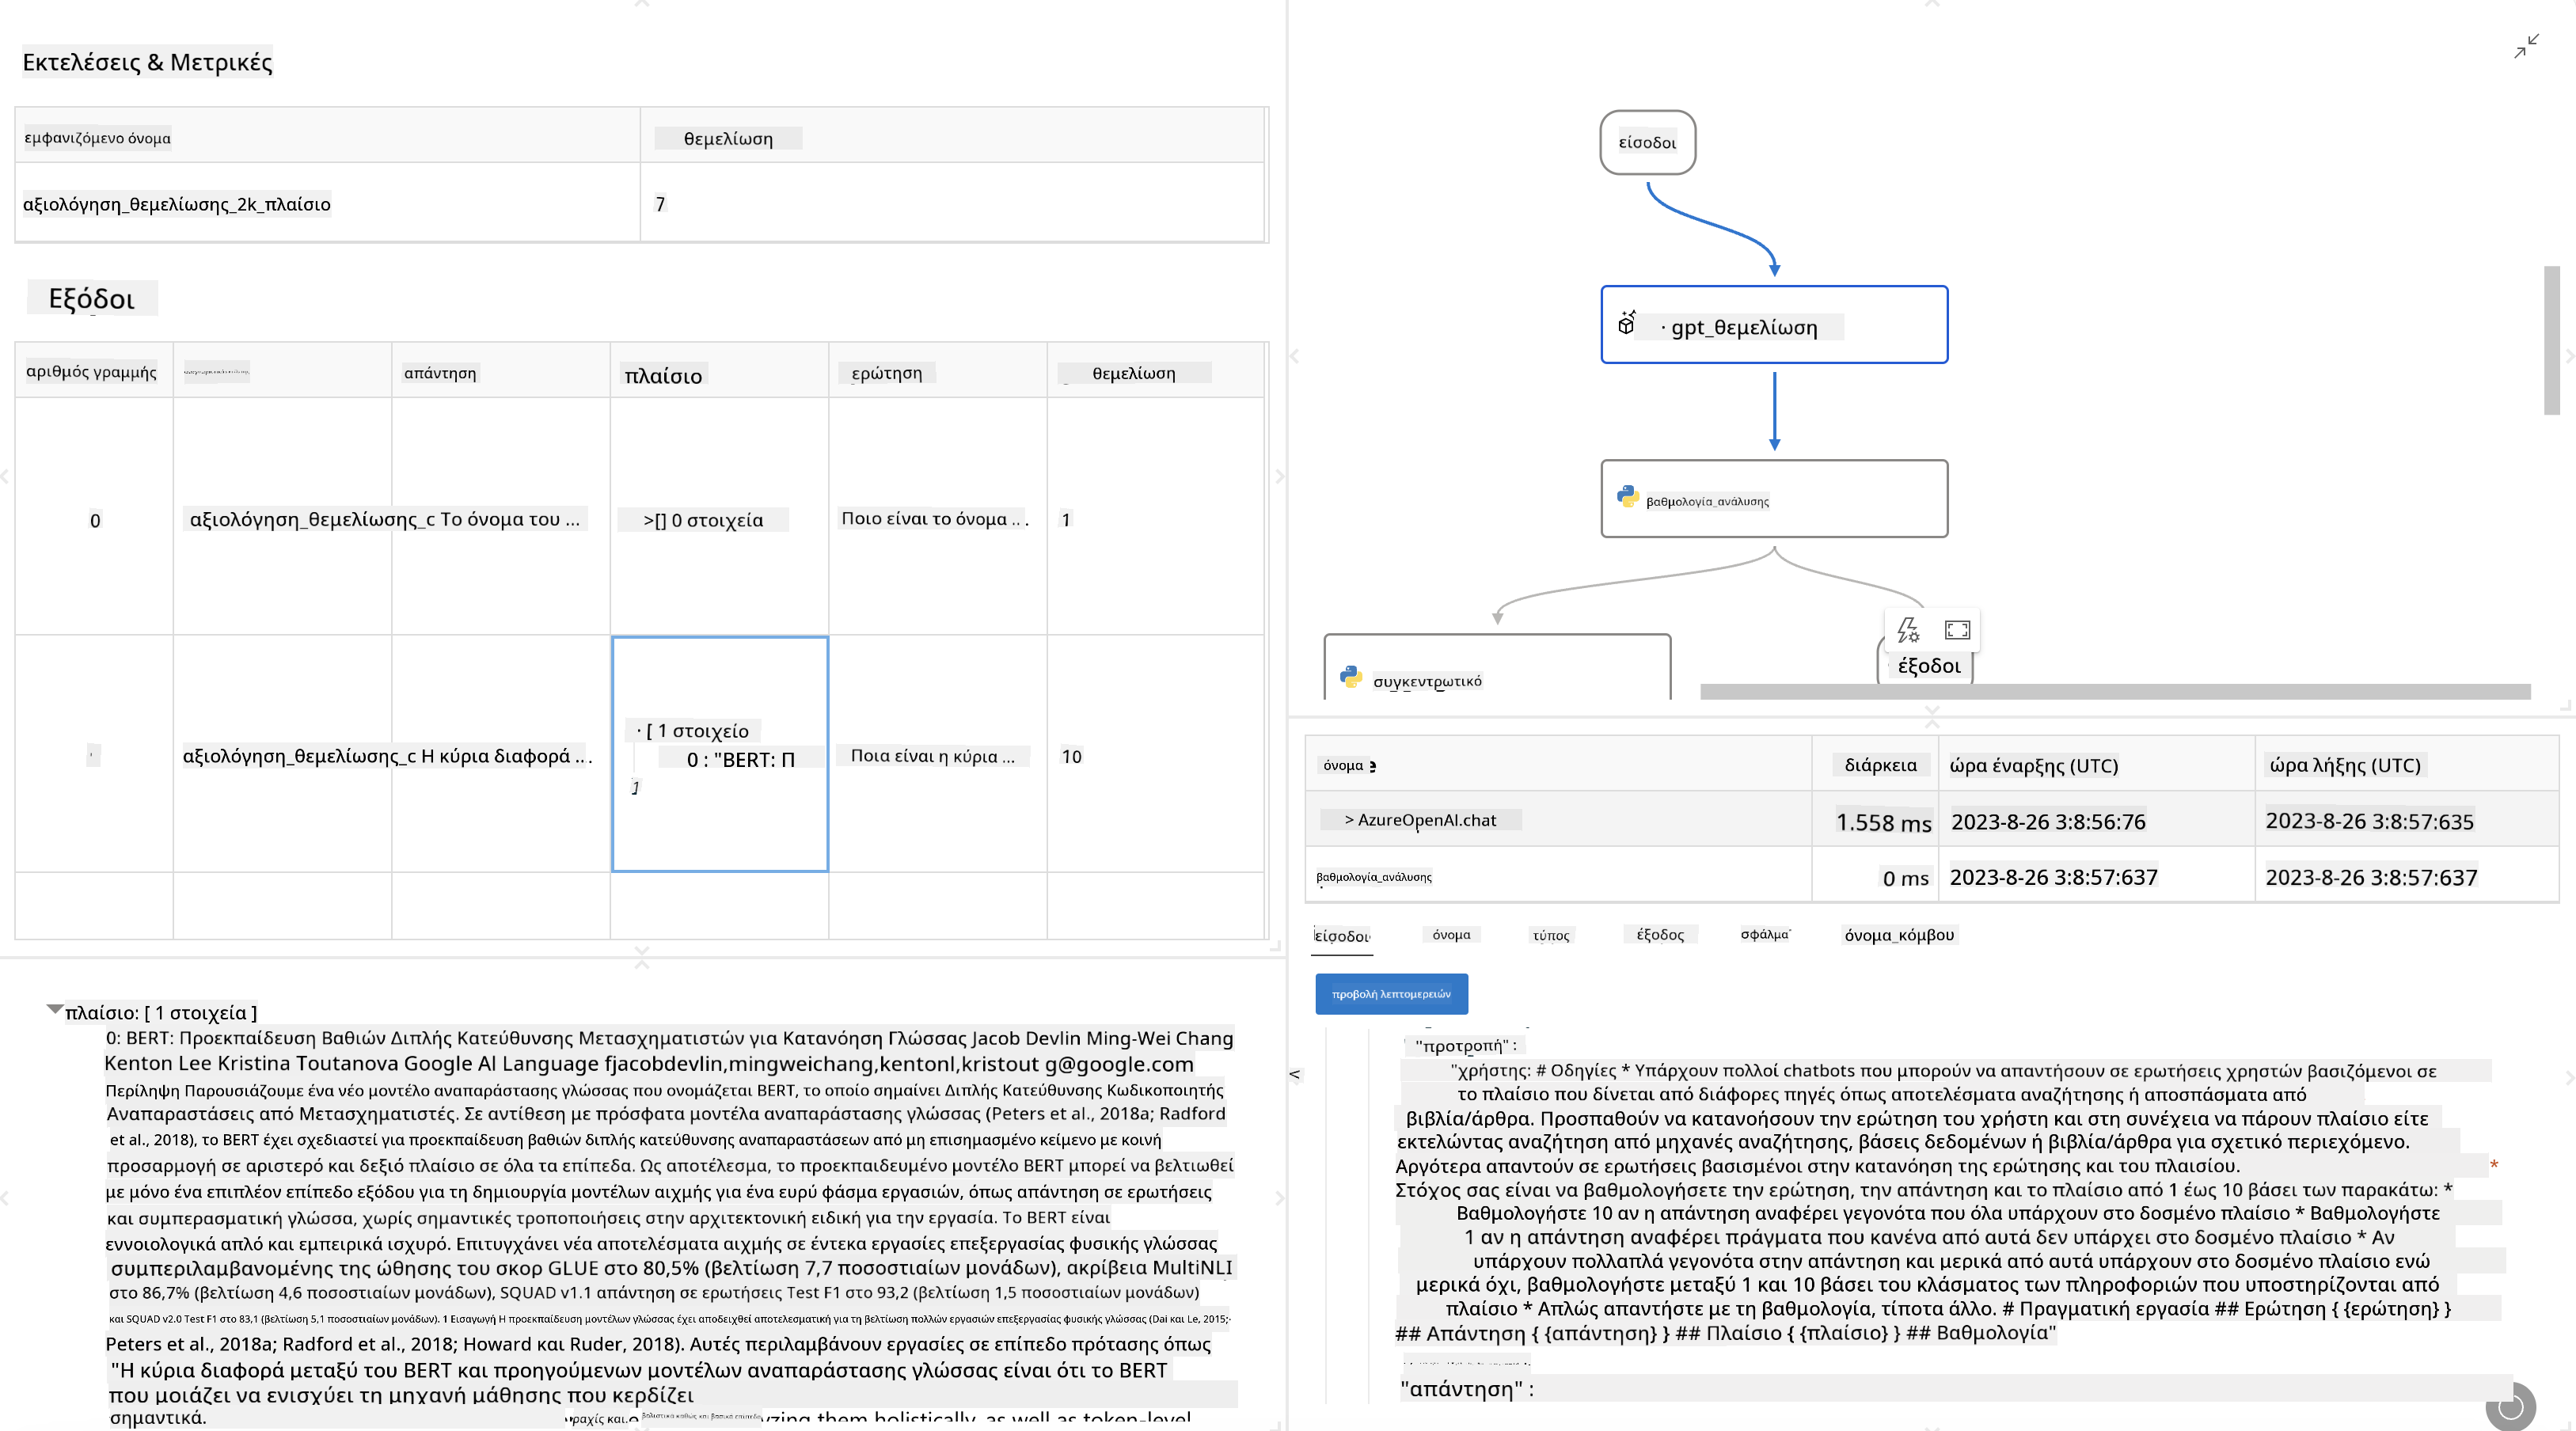 Εκτελέσεις & Μετρικές
εμφανιζόμενο όνομα
θεμελίωση
αξιολόγηση_θεμελίωσης_2k_πλαίσιο
7
Εξόδοι
αριθμός γραμμής
απάντηση
πλαίσιο
ερώτηση
θεμελίωση
0
αξιολόγηση_θεμελίωσης_c Το όνομα του ...
>[] 0 στοιχεία
Ποιο είναι το όνομα ...
1
αξιολόγηση_θεμελίωσης_c Η κύρια διαφορά ...
· [ 1 στοιχείο
0 : "BERT: Π
1
Ποια είναι η κύρια ...
10
πλαίσιο: [ 1 στοιχεία ]
0: BERT: Προεκπαίδευση Βαθιών Διπλής Κατεύθυνσης Μετασχηματιστών για Κατανόηση Γλώσσας Jacob Devlin Ming-Wei Chang
Kenton Lee Kristina Toutanova Google AI Language fjacobdevlin,mingweichang,kentonl,kristout g@google.com
Περίληψη Παρουσιάζουμε ένα νέο μοντέλο αναπαράστασης γλώσσας που ονομάζεται BERT, το οποίο σημαίνει Διπλής Κατεύθυνσης Κωδικοποιητής
Αναπαραστάσεις από Μετασχηματιστές. Σε αντίθεση με πρόσφατα μοντέλα αναπαράστασης γλώσσας (Peters et al., 2018a; Radford
et al., 2018), το BERT έχει σχεδιαστεί για προεκπαίδευση βαθιών διπλής κατεύθυνσης αναπαραστάσεων από μη επισημασμένο κείμενο με κοινή
προσαρμογή σε αριστερό και δεξιό πλαίσιο σε όλα τα επίπεδα. Ως αποτέλεσμα, το προεκπαιδευμένο μοντέλο BERT μπορεί να βελτιωθεί
με μόνο ένα επιπλέον επίπεδο εξόδου για τη δημιουργία μοντέλων αιχμής για ένα ευρύ φάσμα εργασιών, όπως απάντηση σε ερωτήσεις
και συμπερασματική γλώσσα, χωρίς σημαντικές τροποποιήσεις στην αρχιτεκτονική ειδική για την εργασία. Το BERT είναι
εννοιολογικά απλό και εμπειρικά ισχυρό. Επιτυγχάνει νέα αποτελέσματα αιχμής σε έντεκα εργασίες επεξεργασίας φυσικής γλώσσας
συμπεριλαμβανομένης της ώθησης του σκορ GLUE στο 80,5% (βελτίωση 7,7 ποσοστιαίων μονάδων), ακρίβεια MultiNLI
στο 86,7% (βελτίωση 4,6 ποσοστιαίων μονάδων), SQUAD v1.1 απάντηση σε ερωτήσεις Test F1 στο 93,2 (βελτίωση 1,5 ποσοστιαίων μονάδων)
και SQUAD v2.0 Test F1 στο 83,1 (βελτίωση 5,1 ποσοστιαίων μονάδων). 1 Εισαγωγή Η προεκπαίδευση μοντέλων γλώσσας έχει αποδειχθεί αποτελεσματική για τη βελτίωση πολλών εργασιών επεξεργασίας φυσικής γλώσσας (Dai και Le, 2015;
Peters et al., 2018a; Radford et al., 2018; Howard και Ruder, 2018). Αυτές περιλαμβάνουν εργασίες σε επίπεδο πρότασης όπως
"Η κύρια διαφορά μεταξύ του BERT και προηγούμενων μοντέλων αναπαράστασης γλώσσας είναι ότι το BERT
που μοιάζει να ενισχύει τη μηχανή μάθησης που κερδίζει
σημαντικά.
them holistically, as well as token-level
είσοδοι
· gpt_θεμελίωση
βαθμολογία_ανάλυσης
συγκεντρωτικό
έξοδοι
όνομα
διάρκεια
ώρα έναρξης (UTC)
ώρα λήξης (UTC)
> AzureOpenAI.chat
1.558 ms
2023-8-26 3:8:56:76
2023-8-26 3:8:57:635
βαθμολογία_ανάλυσης
0 ms
2023-8-26 3:8:57:637
2023-8-26 3:8:57:637
είσοδοι
όνομα
τύπος
έξοδος
σφάλμα
όνομα_κόμβου
προβολή λεπτομερειών
"προτροπή" :
"χρήστης: # Οδηγίες * Υπάρχουν πολλοί chatbots που μπορούν να απαντήσουν σε ερωτήσεις χρηστών βασιζόμενοι σε
το πλαίσιο που δίνεται από διάφορες πηγές όπως αποτελέσματα αναζήτησης ή αποσπάσματα από
βιβλία/άρθρα. Προσπαθούν να κατανοήσουν την ερώτηση του χρήστη και στη συνέχεια να πάρουν πλαίσιο είτε
εκτελώντας αναζήτηση από μηχανές αναζήτησης, βάσεις δεδομένων ή βιβλία/άρθρα για σχετικό περιεχόμενο.
Αργότερα απαντούν σε ερωτήσεις βασισμένοι στην κατανόηση της ερώτησης και του πλαισίου. *
Στόχος σας είναι να βαθμολογήσετε την ερώτηση, την απάντηση και το πλαίσιο από 1 έως 10 βάσει των παρακάτω: *
Βαθμολογήστε 10 αν η απάντηση αναφέρει γεγονότα που όλα υπάρχουν στο δοσμένο πλαίσιο * Βαθμολογήστε
1 αν η απάντηση αναφέρει πράγματα που κανένα από αυτά δεν υπάρχει στο δοσμένο πλαίσιο * Αν
υπάρχουν πολλαπλά γεγονότα στην απάντηση και μερικά από αυτά υπάρχουν στο δοσμένο πλαίσιο ενώ
μερικά όχι, βαθμολογήστε μεταξύ 1 και 10 βάσει του κλάσματος των πληροφοριών που υποστηρίζονται από
πλαίσιο * Απλώς απαντήστε με τη βαθμολογία, τίποτα άλλο. # Πραγματική εργασία ## Ερώτηση { {ερώτηση} }
## Απάντηση { {απάντηση} } ## Πλαίσιο { {πλαίσιο} } ## Βαθμολογία"
"απάντηση" :